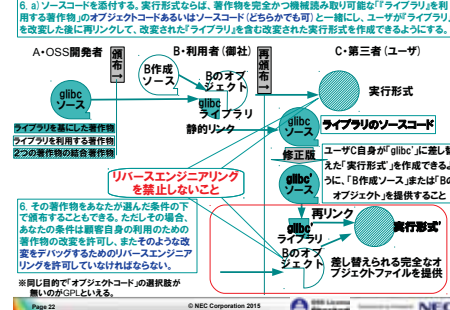 6. a) ソースコードを添付する。実行形式ならば、著作物を完全かつ機械読み取り可能な「『ライブラリ』を利
用する著作物」のオブジェクトコードあるいはソースコード(どちらかでも可)と一緒にし、ユーザが『ライブラリ』
を改変した後に再リンクして、改変された『ライブラリ』を含む改変された実行形式を作成できるようにする。
A・OSS開発者
頒布→
B・利用者(御社)
再頒布→
C・第三者(ユーザ)
B作成
ソース
Bのオブ
ジェクト
glibc
ソース
glibc
ライブラリ
静的リンク
実行形式
ライブラリを基にした著作物
ライブラリを利用する著作物
2つの著作物の結合著作物
glibc
ソース
ライブラリのソースコード
修正版
glibc'
ソース
ユーザC自身が「glibc'」に差し替
えた「実行形式'」を作成できるよ
うに、「B作成ソース」または「Bの
オブジェクト」を提供すること
リバースエンジニアリング
を禁止しないこと
6. その著作物をあなたが選んだ条件の下
で頒布することもできる。ただしその場合、
あなたの条件は顧客自身の利用のための
著作物の改変を許可し、またそのような改
変をデバッグするためのリバースエンジニア
リングを許可していなければならない。
再リンク
glibc'
ライブラリ
実行形式'
Bのオブ
ジェクト
差し替えられる完全なオ
ブジェクトファイルを提供
※同じ目的で「オブジェクトコード」の選択肢が
無いのがGPLといえる。
Page 22
© NEC Corporation 2015
OSS License
NEC